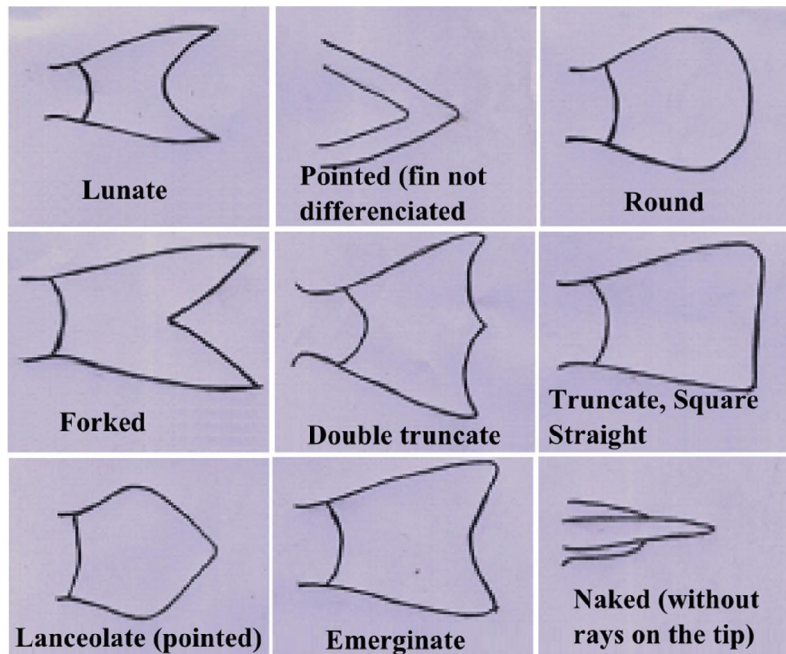 Lunate
Pointed (fin not
differenciated
Round
Forked
Double truncate
Truncate, Square
Straight
Lanceolate (pointed)
Emerginate
Naked (without
rays on the tip)